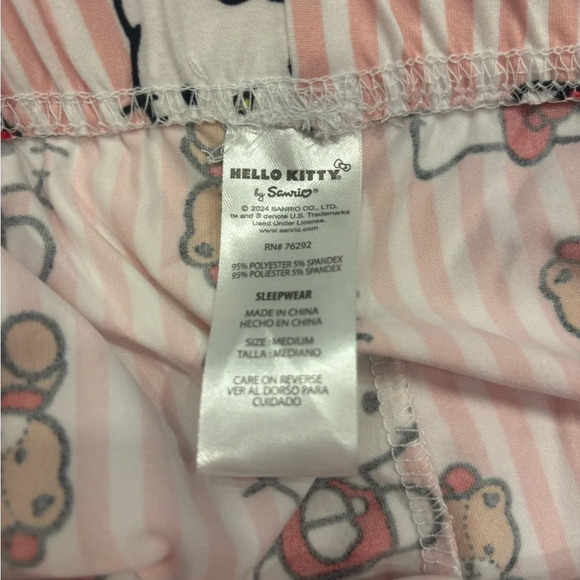 HELLO KITTY
by Sanrio®
© 2024 SANRIO CO., LTD.
™ and ® denote U.S. Trademarks
Used Under License.
www.sanrio.com
RN# 76292
95% POLYESTER 5% SPANDEX
95% POLIÉSTER 5% SPANDEX
SLEEPWEAR
MADE IN CHINA
HECHO EN CHINA
SIZE : MEDIUM
TALLA : MEDIANO
CARE ON REVERSE
VER AL DORSO PARA
CUIDADO